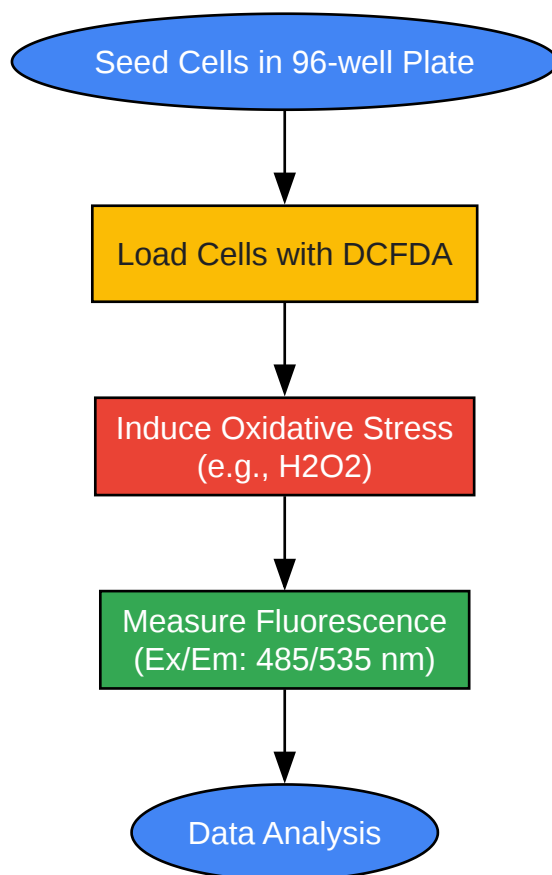 Seed Cells in 96-well Plate
Load Cells with DCFDA
Induce Oxidative Stress
(e.g., H2O2)
Measure Fluorescence
(Ex/Em: 485/535 nm)
Data Analysis